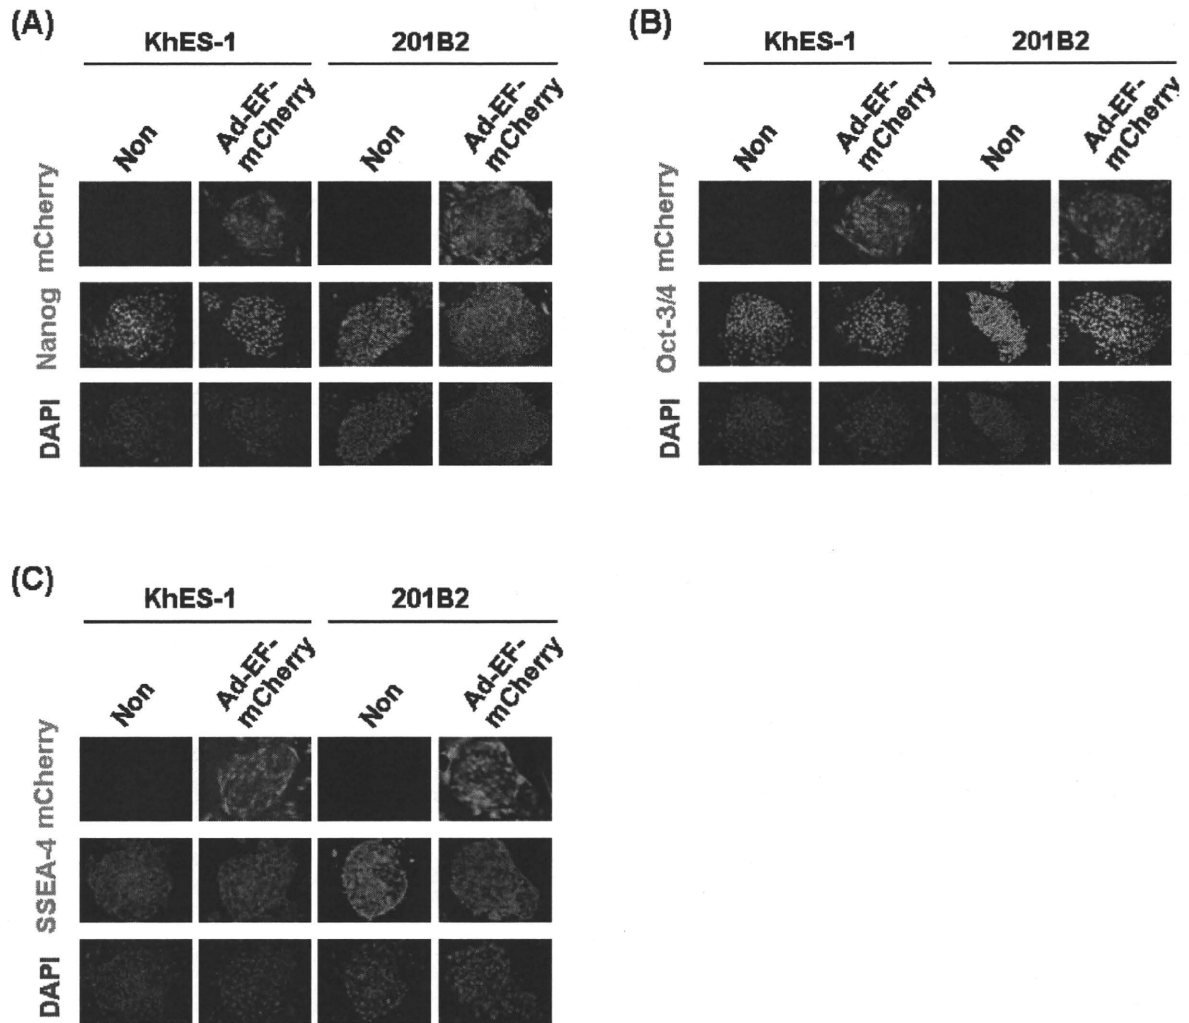 (A)
KhES-1 201B2
Non Ad-EF-mCherry Non Ad-EF-mCherry
mCherry
Nanog
DAPI
(B)
KhES-1 201B2
Non Ad-EF-mCherry Non Ad-EF-mCherry
mCherry
Oct-3/4
DAPI
(C)
KhES-1 201B2
Non Ad-EF-mCherry Non Ad-EF-mCherry
mCherry
SSEA-4
DAPI